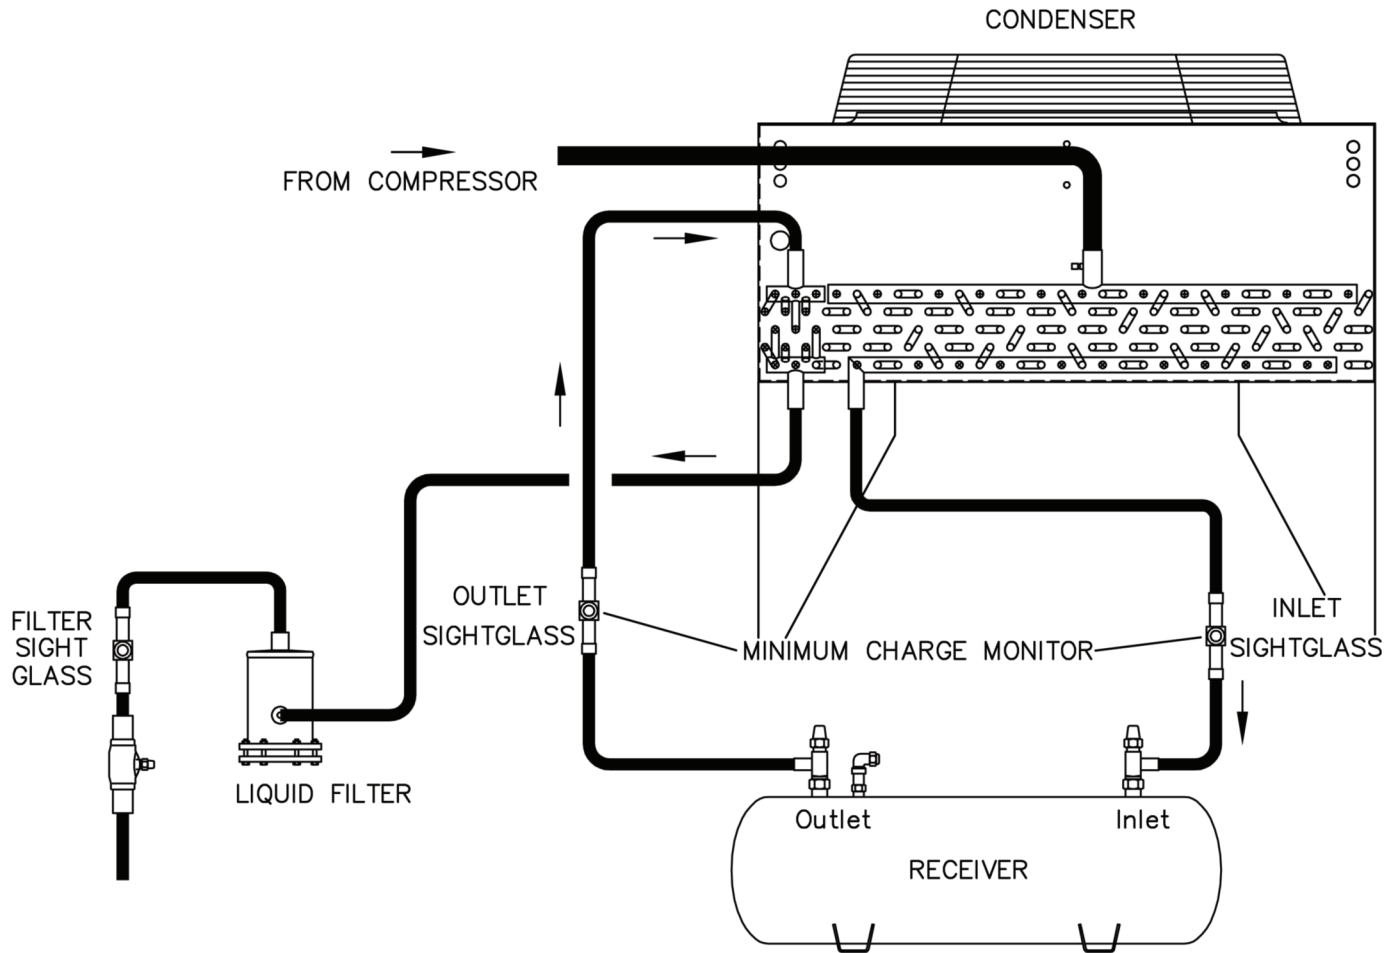 CONDENSER
FROM COMPRESSOR
OUTLET
SIGHTGLASS
INLET
SIGHTGLASS
MINIMUM CHARGE MONITOR
FILTER
SIGHT
GLASS
LIQUID FILTER
Outlet
Inlet
RECEIVER